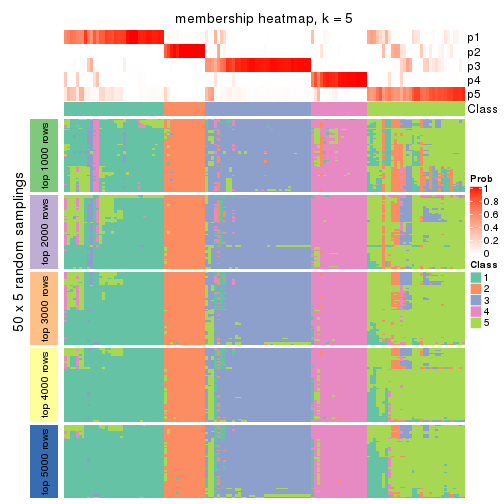 membership heatmap, k = 5
p1
p2
p3
p4
p5
Class
50 x 5 random samplings
top 1000 rows
top 2000 rows
top 3000 rows
top 4000 rows
top 5000 rows
Prob
1
0.8
0.6
0.4
0.2
0
Class
1
2
3
4
5